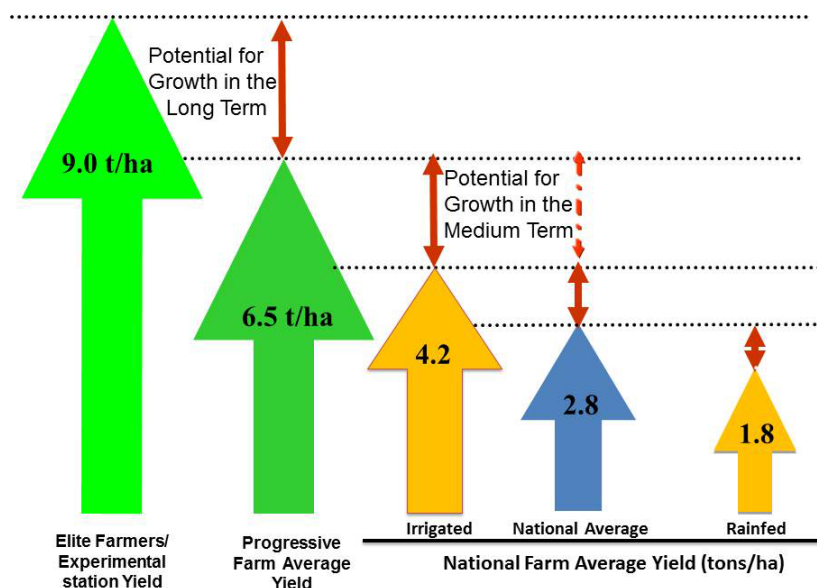 Potential for
Growth in the
Long Term
9.0 t/ha
Potential for
Growth in the
Medium Term
6.5 t/ha
4.2
2.8
1.8
Irrigated
National Average
Rainfed
Elite Farmers/
Experimental
station Yield
Progressive
Farm Average
Yield
National Farm Average Yield (tons/ha)